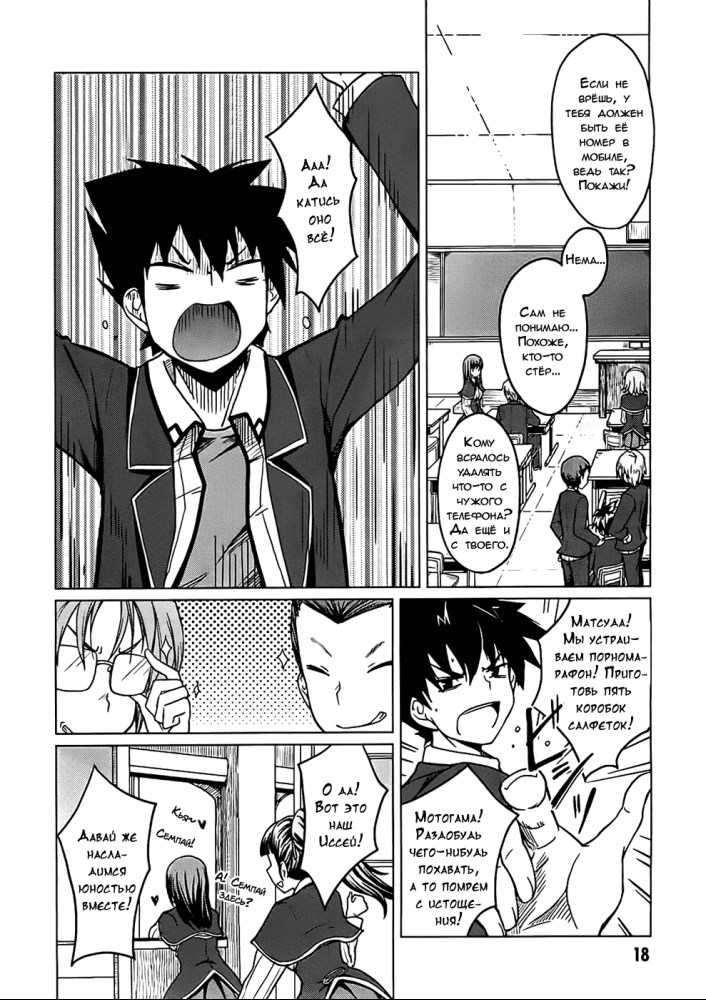 Если не
врёшь, у
тебя должен
быть её
номер в
мобиле,
ведь так?
Покажи!
Нема...
Сам не
понимаю...
Похоже,
кто-то
стёр...
Кому
всралось
удалять
что-то с
чужого
телефона?
Да ещё и
с твоего.
Ааа!
Да
катись
оно
всё!
Матсуда!
Мы устраи-
ваем порнома-
рафон! Приго-
товь пять
коробок
салфеток!
Мотогама!
Раздобудь
чего-нибудь
похавать,
а то помрем
с истоще-
ния!
О да!
Вот это
наш
Иссей!
А! Семпай
здесь?
Кья~
Семпай!
Давай же
насла-
димся
юностью
вместе!
18